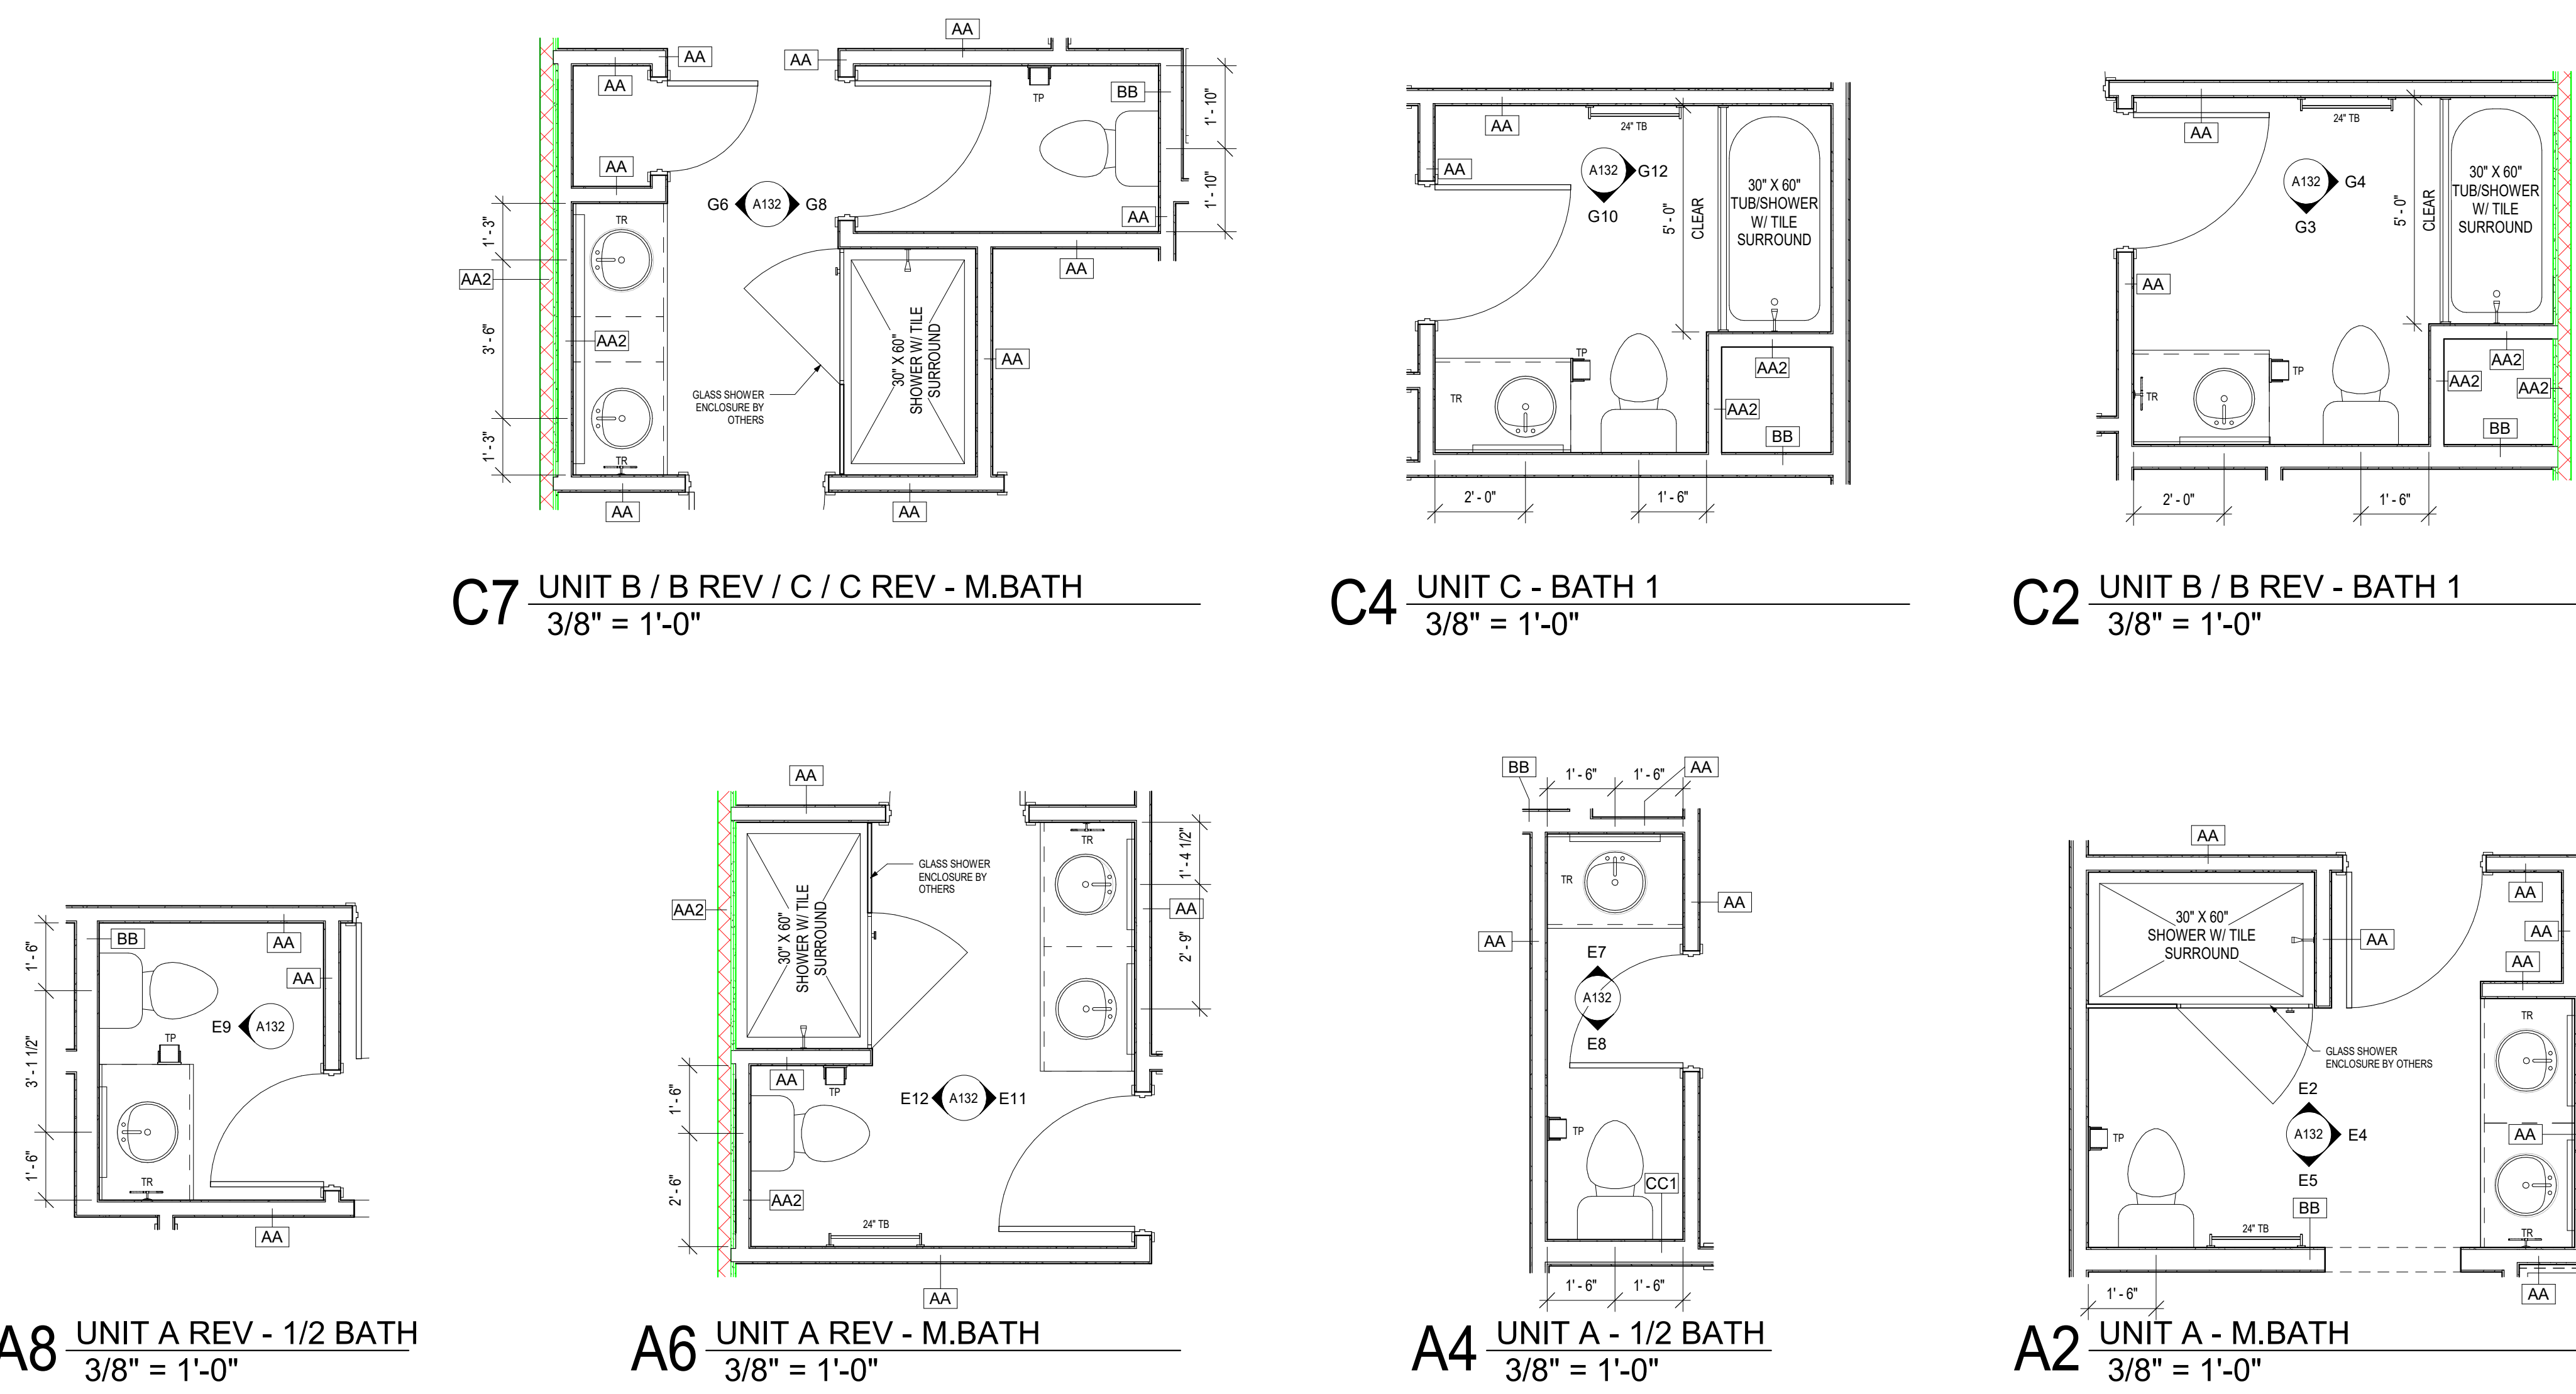 AA
AA
AA
AA
AA
BB
TP
1' - 10"
1' - 10"
AA
AA
AA
G6
A132
G8
TR
1' - 3"
AA2
3' - 6"
AA2
1' - 3"
TR
AA
30" X 60"
SHOWER W/ TILE
SURROUND
AA
GLASS SHOWER
ENCLOSURE BY
OTHERS
AA
C7
UNIT B / B REV / C / C REV - M.BATH
3/8" = 1'-0"
AA
24" TB
AA
A132
G12
G10
5' - 0"
CLEAR
30" X 60"
TUB/SHOWER
W/ TILE
SURROUND
TP
TR
AA2
AA2
BB
2' - 0"
1' - 6"
C4
UNIT C - BATH 1
3/8" = 1'-0"
AA
24" TB
A132
G4
G3
5' - 0"
CLEAR
30" X 60"
TUB/SHOWER
W/ TILE
SURROUND
AA
TP
TR
AA2
AA2
AA2
BB
2' - 0"
1' - 6"
C2
UNIT B / B REV - BATH 1
3/8" = 1'-0"
1' - 6"
BB
AA
AA
E9
A132
TP
3' - 1 1/2"
1' - 6"
TR
AA
A8
UNIT A REV - 1/2 BATH
3/8" = 1'-0"
AA
TR
GLASS SHOWER
ENCLOSURE BY
OTHERS
1' - 4 1/2"
AA2
AA
30" X 60"
SHOWER W/ TILE
SURROUND
2' - 9"
AA
TP
1' - 6"
E12
A132
E11
2' - 6"
AA2
24" TB
AA
A6
UNIT A REV - M.BATH
3/8" = 1'-0"
BB
1' - 6"
1' - 6"
AA
TR
AA
AA
E7
A132
E8
TP
CC1
1' - 6"
1' - 6"
A4
UNIT A - 1/2 BATH
3/8" = 1'-0"
AA
30" X 60"
SHOWER W/ TILE
SURROUND
AA
AA
AA
AA
TR
GLASS SHOWER
ENCLOSURE BY OTHERS
E2
A132
E4
E5
TP
AA
BB
24" TB
TR
AA
1' - 6"
A2
UNIT A - M.BATH
3/8" = 1'-0"